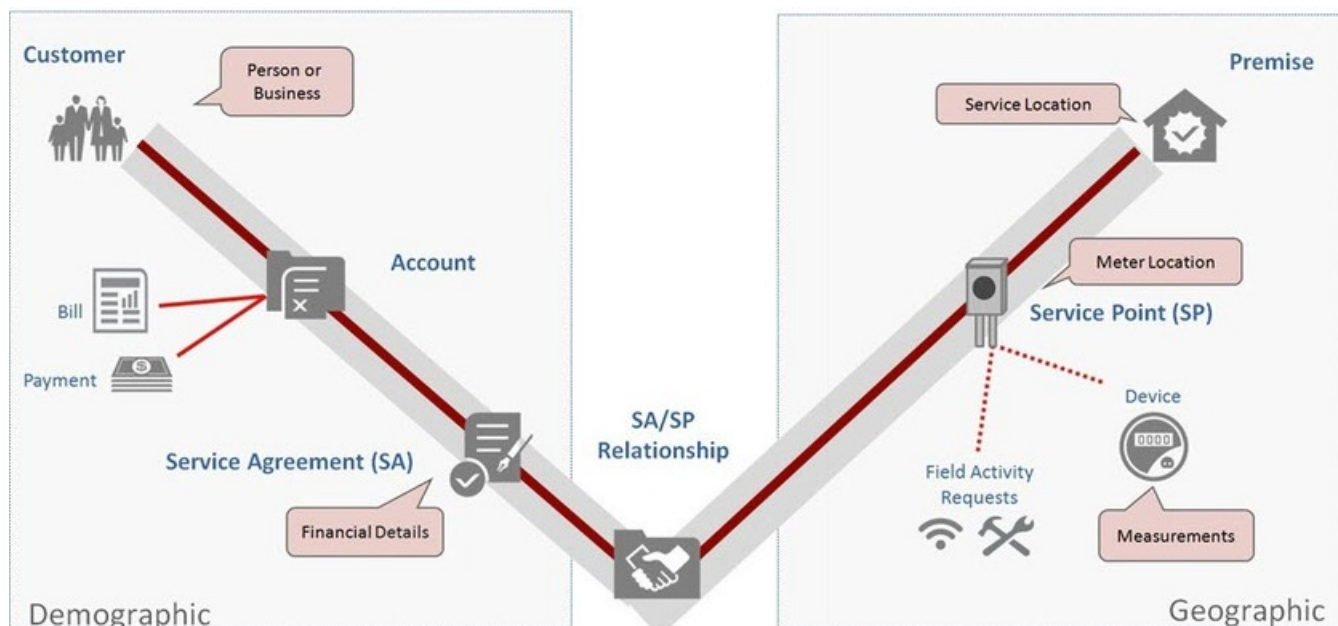 Customer
Person or
Business
Account
Bill
Payment
Service Agreement (SA)
Financial Details
Demographic
SA/SP
Relationship
Premise
Service Location
Meter Location
Service Point (SP)
Device
0000
Field Activity
Requests
Measurements
Geographic